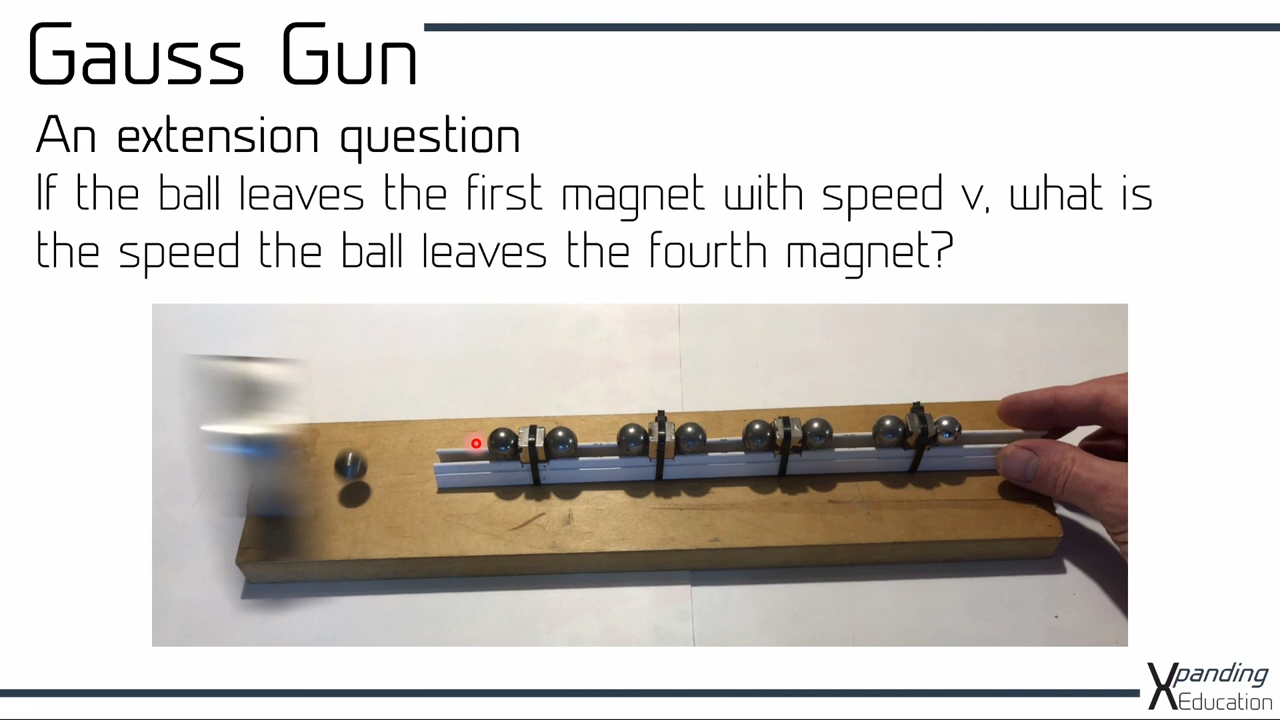 Gauss Gun
An extension question
If the ball leaves the first magnet with speed v, what is
the speed the ball leaves the fourth magnet?
Xpanding
Education